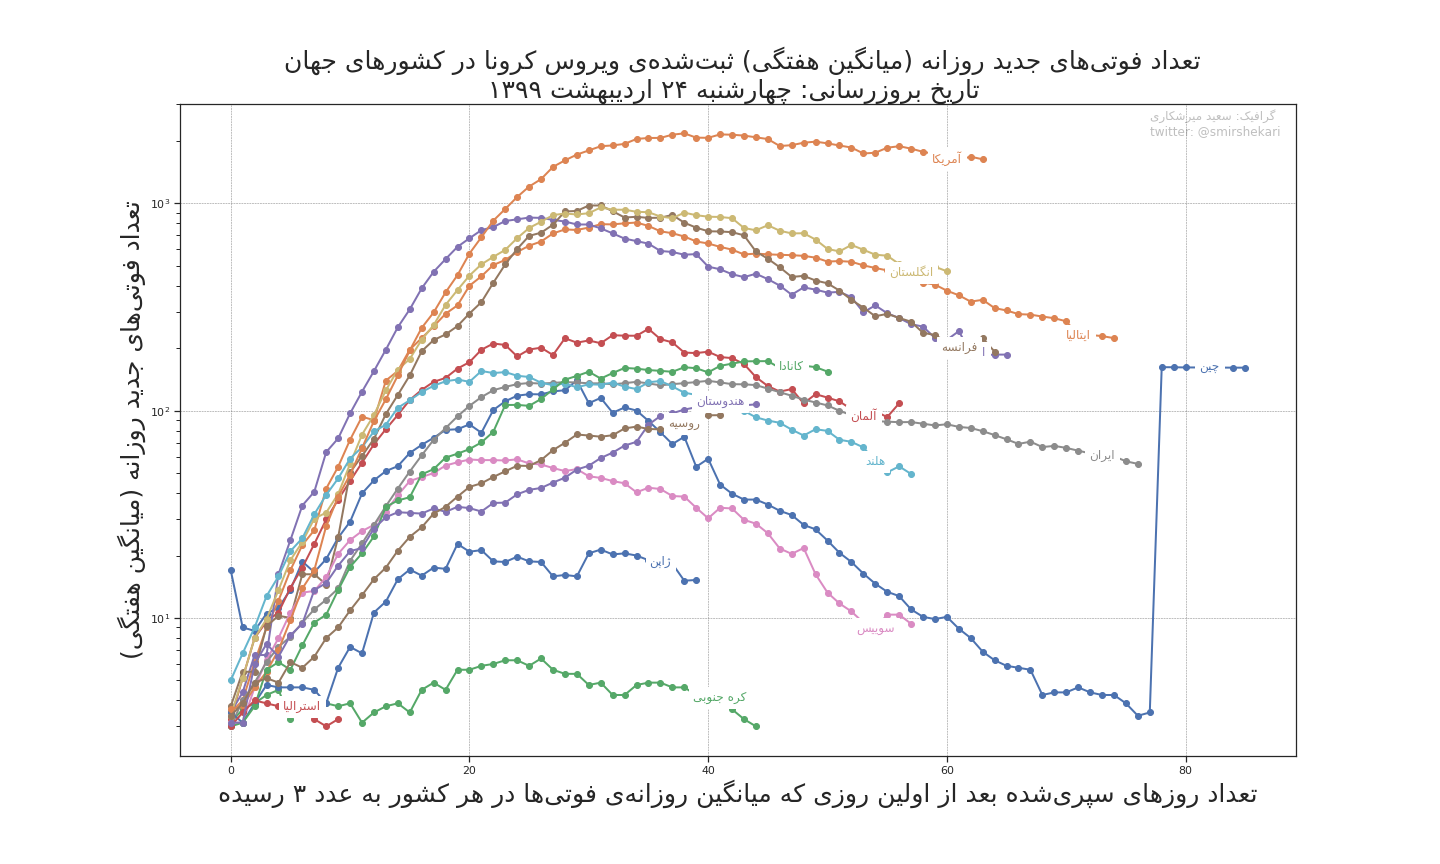 تعداد فوتی‌های جدید روزانه (میانگین هفتگی) ثبت‌شده‌ی ویروس کرونا در کشورهای جهان
تاریخ بروزرسانی: چهارشنبه ۲۴ اردیبهشت ۱۳۹۹
گرافیک: سعید میرشکاری
twitter: @smirshekari
تعداد فوتی‌های جدید روزانه (میانگین هفتگی)
10³
10²
10¹
آمریکا
انگلستان
ایتالیا
فرانسه
چین
کانادا
هندوستان
آلمان
روسیه
ایران
هلند
ژاپن
سوییس
کره جنوبی
استرالیا
0 20 40 60 80
تعداد روزهای سپری‌شده بعد از اولین روزی که میانگین روزانه‌ی فوتی‌ها در هر کشور به عدد ۳ رسیده